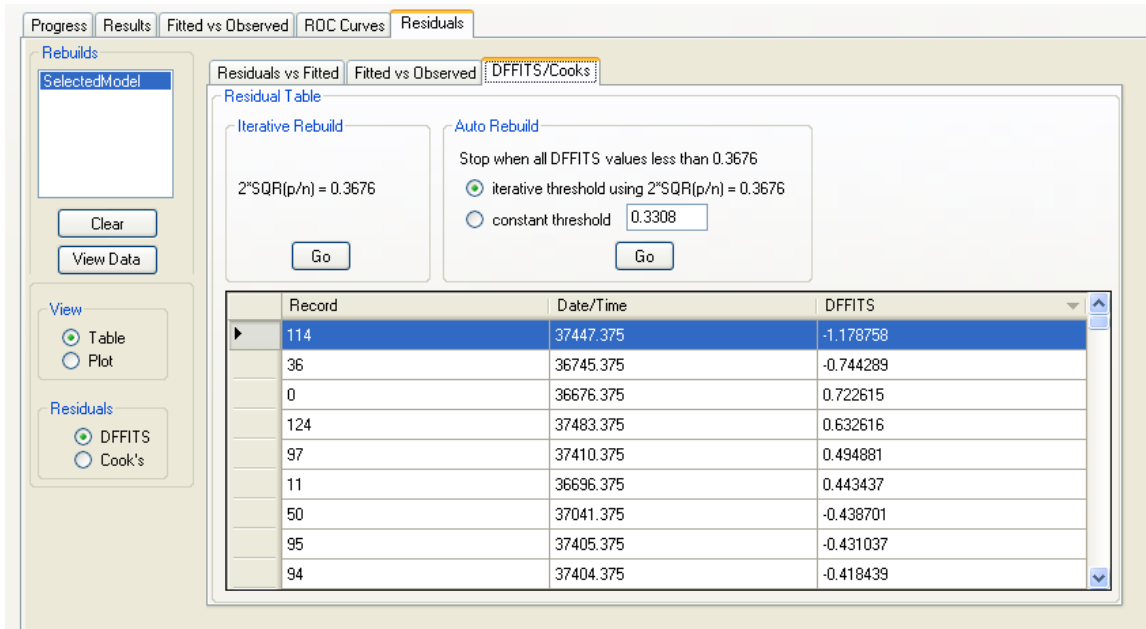 Progress Results Fitted vs Observed ROC Curves Residuals
Rebuilds
SelectedModel
Clear
View Data
View
Table
Plot
Residuals
DFFITS
Cook's
Residuals vs Fitted Fitted vs Observed DFFITS/Cooks
Residual Table
Iterative Rebuild
2*SQR(p/n) = 0.3676
Go
Auto Rebuild
Stop when all DFFITS values less than 0.3676
iterative threshold using 2*SQR(p/n) = 0.3676
constant threshold 0.3308
Go
Record Date/Time DFFITS
114 37447.375 -1.178758
36 36745.375 -0.744289
0 36676.375 0.722615
124 37483.375 0.632616
97 37410.375 0.494881
11 36696.375 0.443437
50 37041.375 -0.438701
95 37405.375 -0.431037
94 37404.375 -0.418439